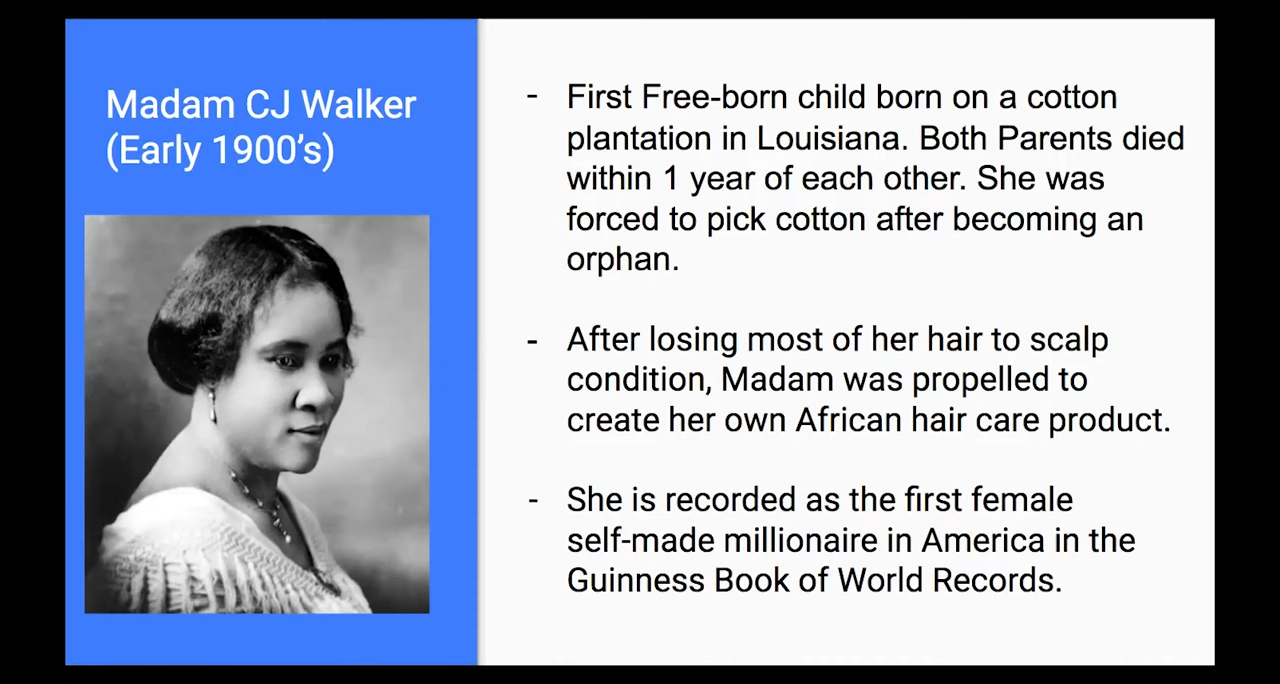 Madam CJ Walker
(Early 1900's)
- First Free-born child born on a cotton
plantation in Louisiana. Both Parents died
within 1 year of each other. She was
forced to pick cotton after becoming an
orphan.
- After losing most of her hair to scalp
condition, Madam was propelled to
create her own African hair care product.
- She is recorded as the first female
self-made millionaire in America in the
Guinness Book of World Records.